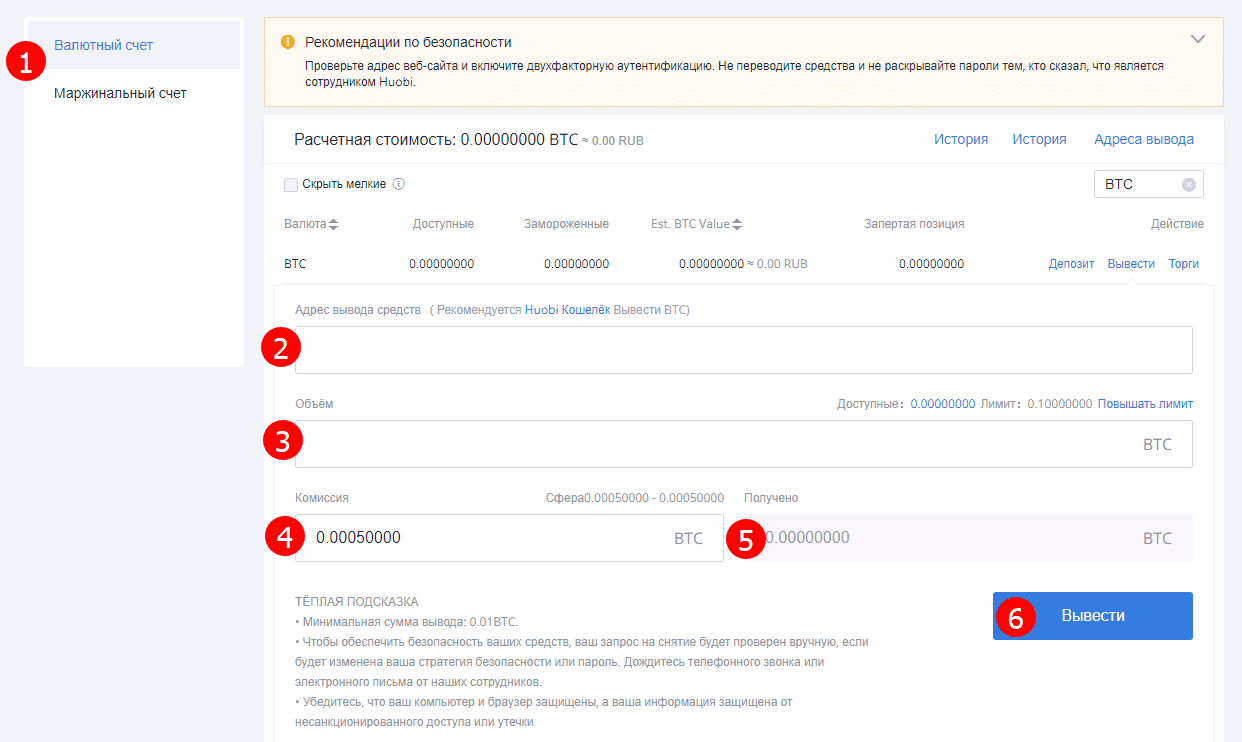 Валютный счет
1
Маржинальный счет
Рекомендации по безопасности
Проверьте адрес веб-сайта и включите двухфакторную аутентификацию. Не переводите средства и не раскрывайте пароли тем, кто сказал, что является
сотрудником Huobi.
Расчетная стоимость: 0.00000000 BTC ≈ 0.00 RUB
История История Адреса вывода
Скрыть мелкие
BTC
Валюта Доступные Замороженные Est. BTC Value Запертая позиция Действие
BTC 0.00000000 0.00000000 0.00000000 ≈ 0.00 RUB 0.00000000 Депозит Вывести Торги
Адрес вывода средств ( Рекомендуется Huobi Кошелёк Вывести BTC)
2
Объём Доступные: 0.00000000 Лимит: 0.10000000 Повышать лимит
3 BTC
Комиссия Сфера0.00050000 - 0.00050000 Получено
4 0.00050000 BTC 5 0.00000000 BTC
ТЁПЛАЯ ПОДСКАЗКА
• Минимальная сумма вывода: 0.01BTC.
6 Вывести
• Чтобы обеспечить безопасность ваших средств, ваш запрос на снятие будет проверен вручную, если
будет изменена ваша стратегия безопасности или пароль. Дождитесь телефонного звонка или
электронного письма от наших сотрудников.
• Убедитесь, что ваш компьютер и браузер защищены, а ваша информация защищена от
несанкционированного доступа или утечки